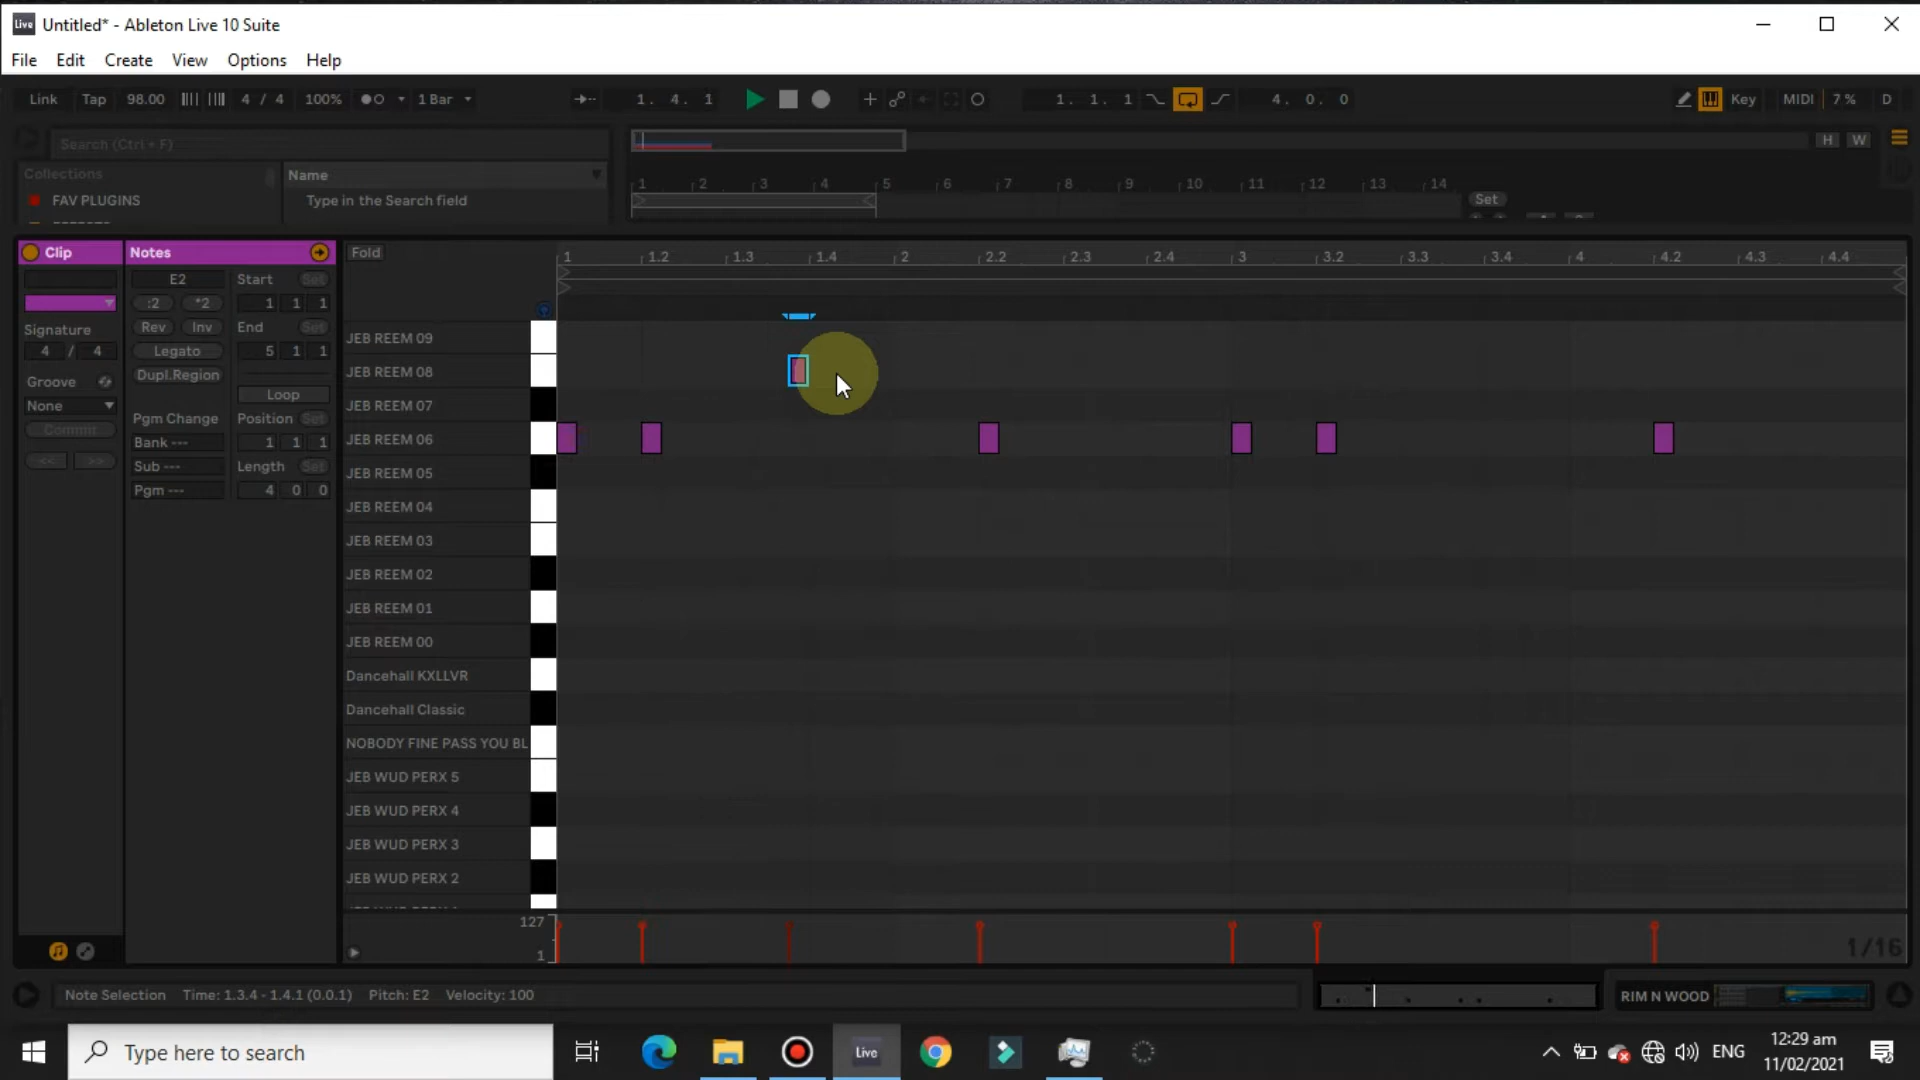 Live Untitled* - Ableton Live 10 Suite
File Edit Create View Options Help
Link Tap 98.00 4 / 4 100% 1 Bar 1. 4. 1 1. 1. 1 4. 0. 0 Key MIDI 7 % D
Search (Ctrl + F) H W
Collections Name
FAV PLUGINS Type in the Search field
1 2 3 4 5 6 7 8 9 10 11 12 13 14
Set
Clip Notes Fold
1 1.2 1.3 1.4 2 2.2 2.3 2.4 3 3.2 3.3 3.4 4 4.2 4.3 4.4
E2 Start Set
:2 *2 1 1 1
Signature Rev Inv End Set
4 / 4 Legato 5 1 1
Groove Dupl.Region
None Loop
Commit Pgm Change Position Set
<< >> Bank --- 1 1 1
Sub --- Length Set
Pgm --- 4 0 0
JEB REEM 09
JEB REEM 08
JEB REEM 07
JEB REEM 06
JEB REEM 05
JEB REEM 04
JEB REEM 03
JEB REEM 02
JEB REEM 01
JEB REEM 00
Dancehall KXLLVR
Dancehall Classic
NOBODY FINE PASS YOU BL
JEB WUD PERX 5
JEB WUD PERX 4
JEB WUD PERX 3
JEB WUD PERX 2
127
1
1/16
Note Selection Time: 1.3.4 - 1.4.1 (0.0.1) Pitch: E2 Velocity: 100
RIM N WOOD
Type here to search
Live
ENG
12:29 am
11/02/2021